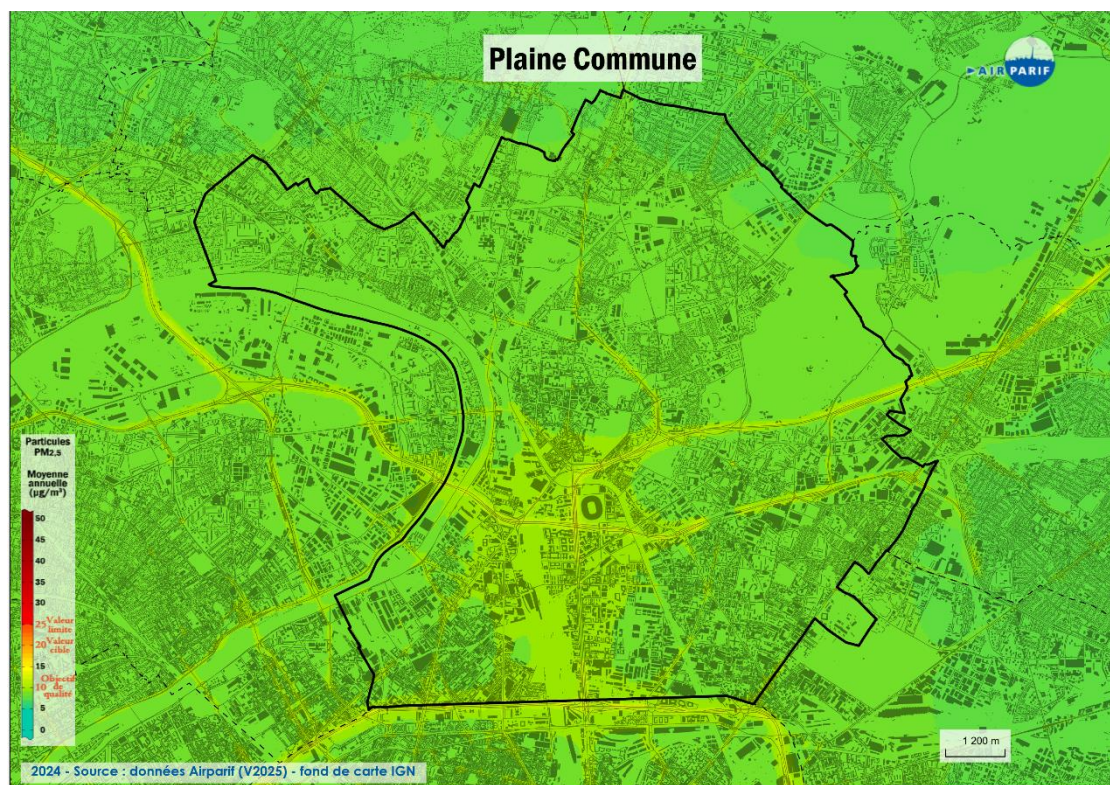 Plaine Commune
AIRPARIF
Particules
PM2,5
Moyenne
annuelle
(µg/m³)
50
45
40
35
30
25 Valeur
limite
20 Valeur
cible
15
10 Objectif
de
qualité
5
0
1 200 m
2024 - Source : données Airparif (V2025) - fond de carte IGN